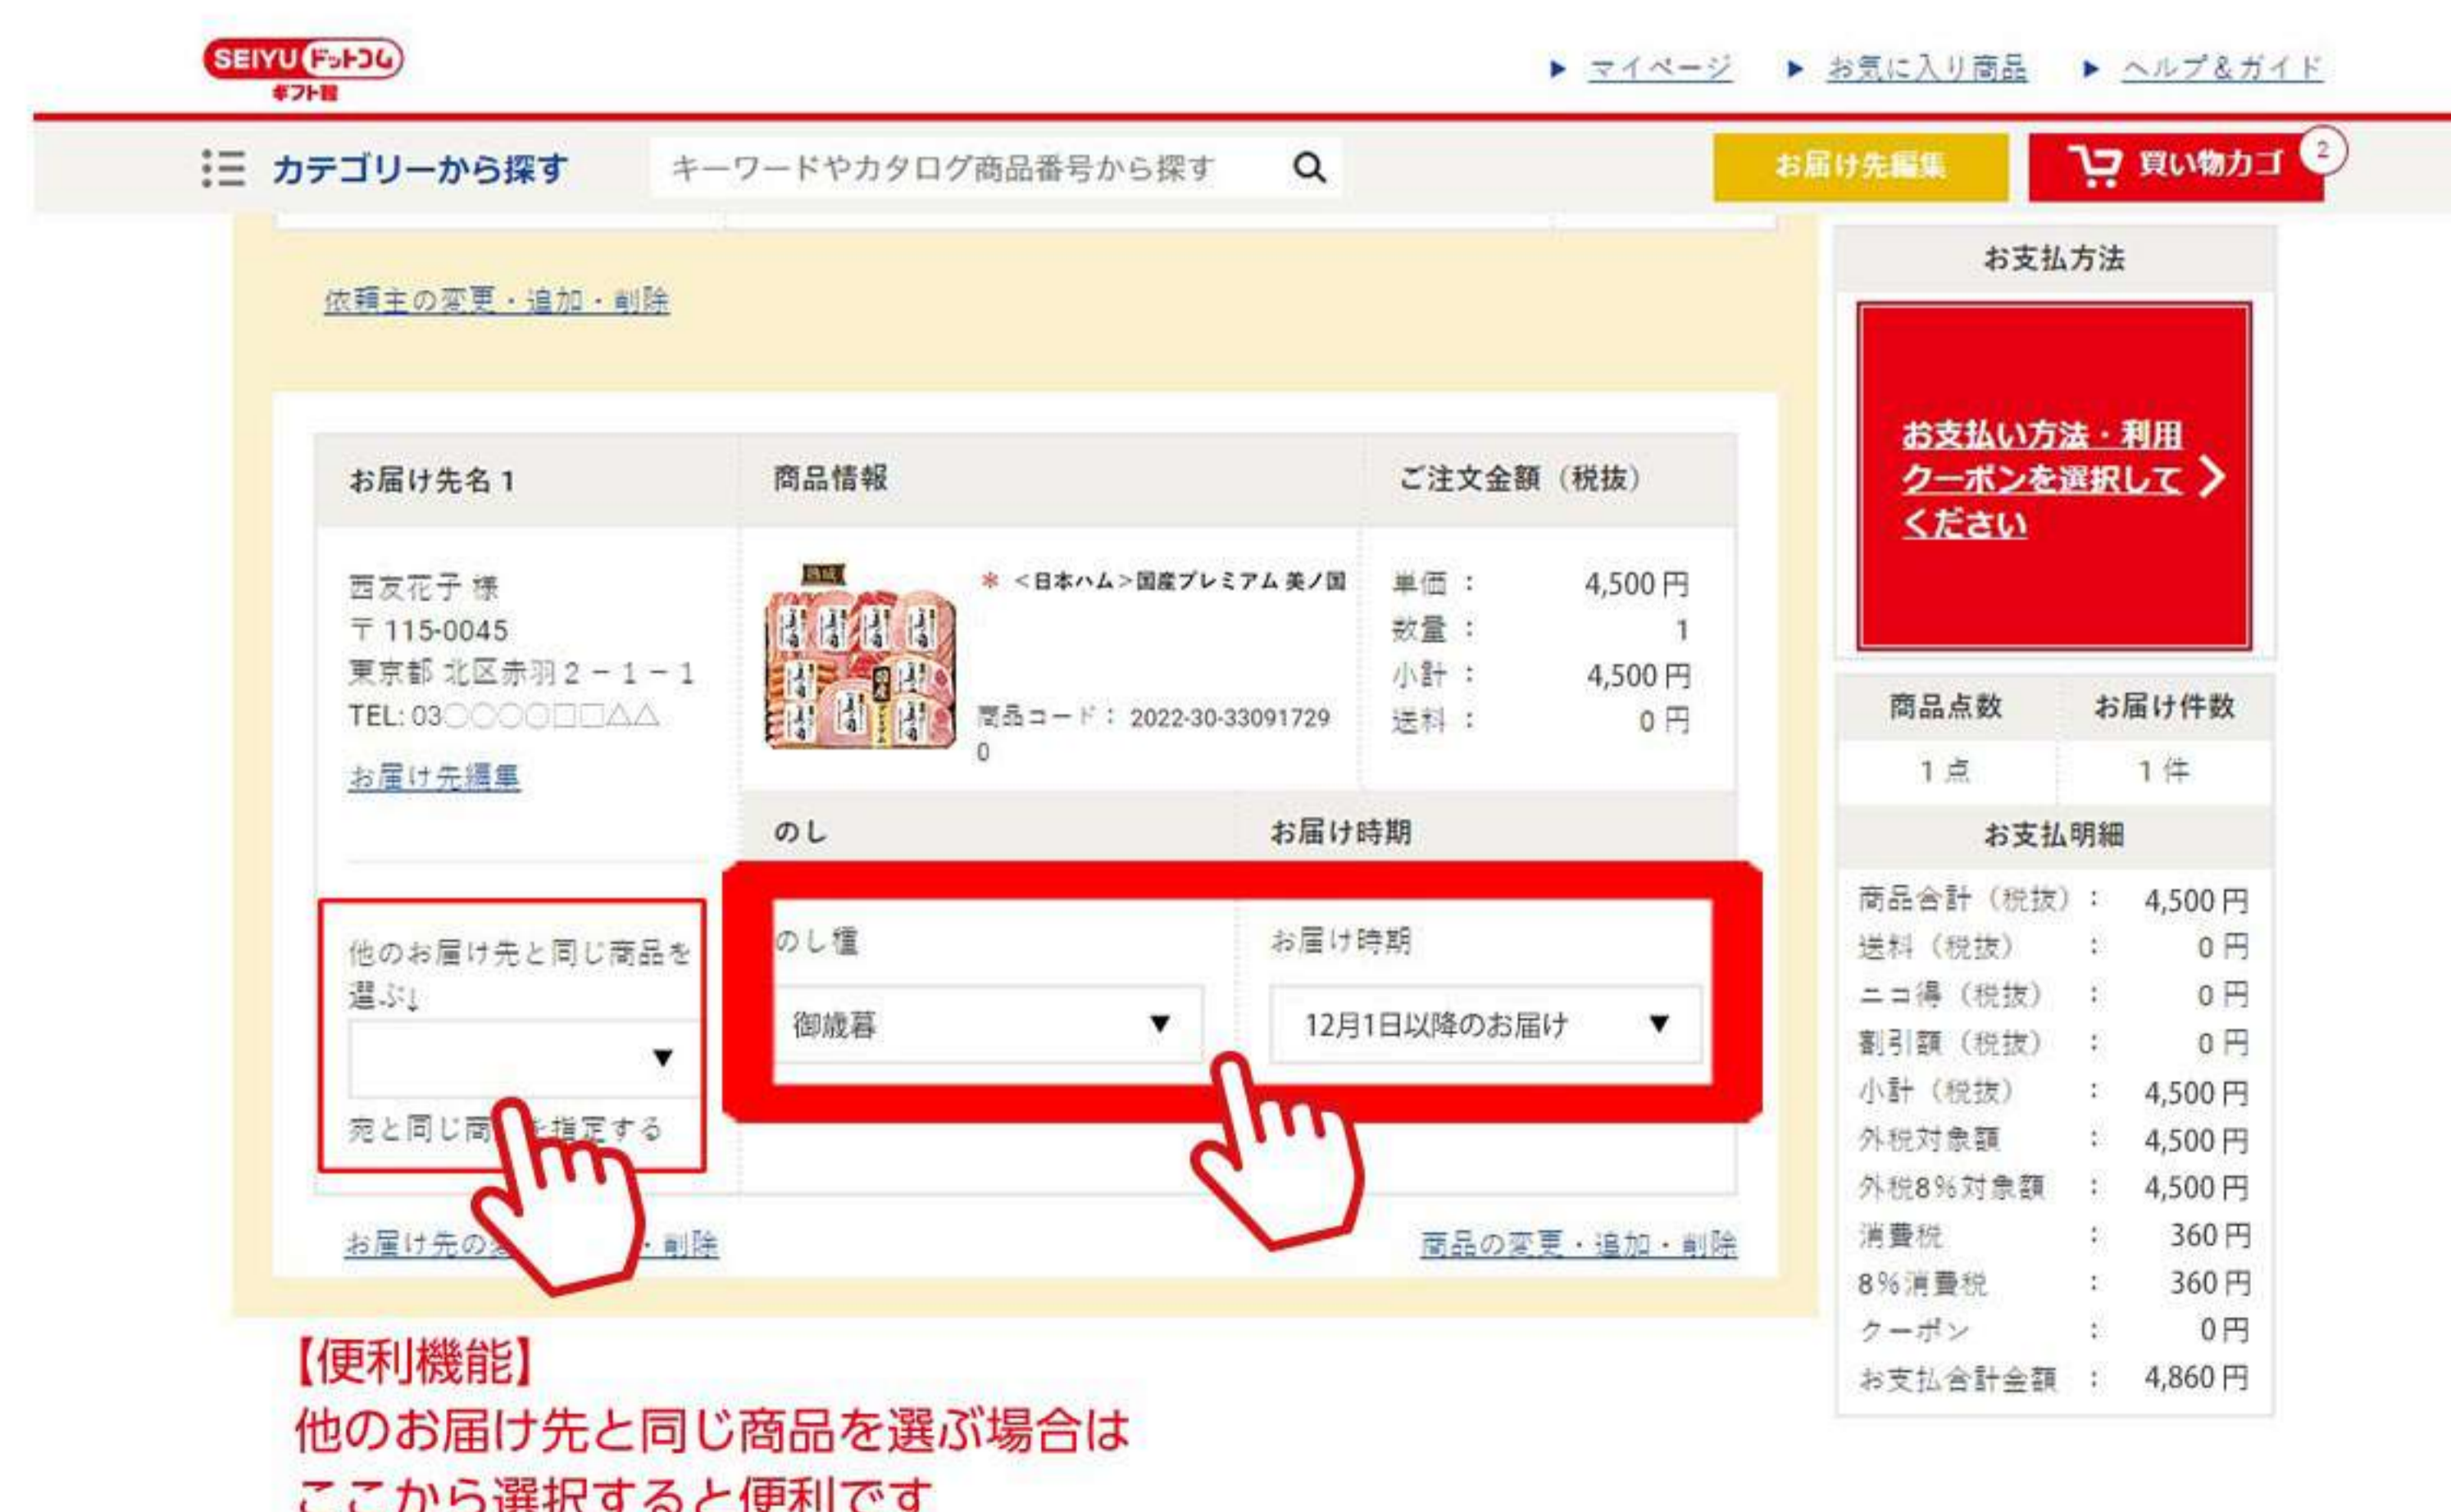 SEIYU ドットコム
ギフト館
マイページ
お気に入り商品
ヘルプ&ガイド
カテゴリーから探す
キーワードやカタログ商品番号から探す
お届け先編集
買い物カゴ
2
依頼主の変更・追加・削除
お届け先名 1
商品情報
ご注文金額（税抜）
西友花子 様
〒 115-0045
東京都 北区赤羽 2 − 1 − 1
TEL: 03○○○○□□△△
お届け先編集
熟成
* <日本ハム>国産プレミアム 美ノ国
商品コード： 2022-30-33091729
0
単価： 4,500 円
数量： 1
小計： 4,500 円
送料： 0 円
のし
お届け時期
他のお届け先と同じ商品を
選ぶ↓
宛と同じ商 を指定する
のし種
御歳暮 ▼
お届け時期
12月1日以降のお届け ▼
お届け先の ・削除
商品の変更・追加・削除
【便利機能】
他のお届け先と同じ商品を選ぶ場合は
ここから選択すると便利です
お支払方法
お支払い方法・利用
クーポンを選択して
ください
商品点数 お届け件数
1 点 1 件
お支払明細
商品合計（税抜）： 4,500 円
送料（税抜）： 0 円
ニコ得（税抜）： 0 円
割引額（税抜）： 0 円
小計（税抜）： 4,500 円
外税対象額： 4,500 円
外税8%対象額： 4,500 円
消費税： 360 円
8%消費税： 360 円
クーポン： 0 円
お支払合計金額： 4,860 円